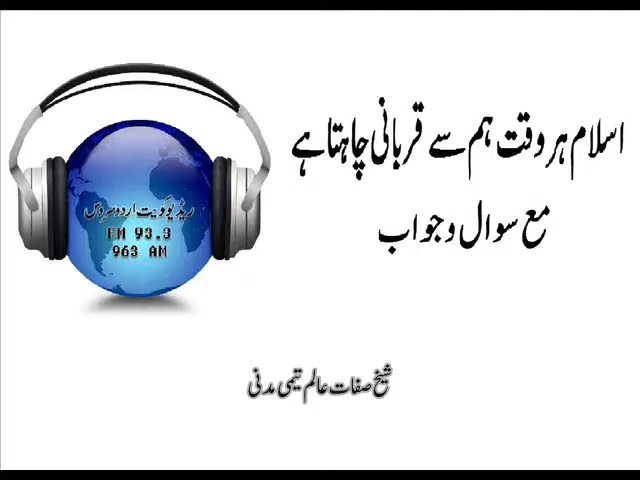 اسلام ہر وقت ہم سے قربانی چاہتا ہے
مع سوال و جواب
ریڈیو کویت اردو سروس
FM 93.3
963 AM
شیخ صفات عالم تیمی مدنی